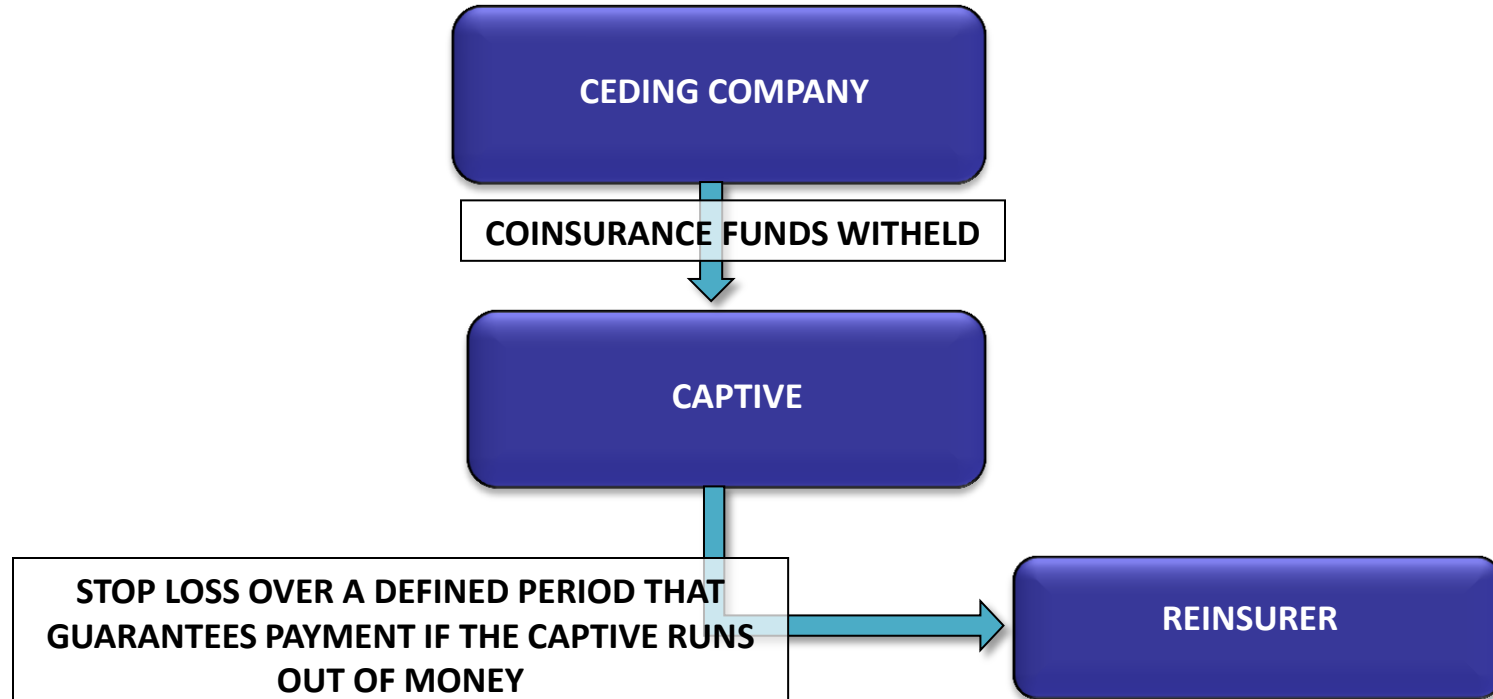 CEDING COMPANY
COINSURANCE FUNDS WITHELD
CAPTIVE
STOP LOSS OVER A DEFINED PERIOD THAT
GUARANTEES PAYMENT IF THE CAPTIVE RUNS
OUT OF MONEY
REINSURER